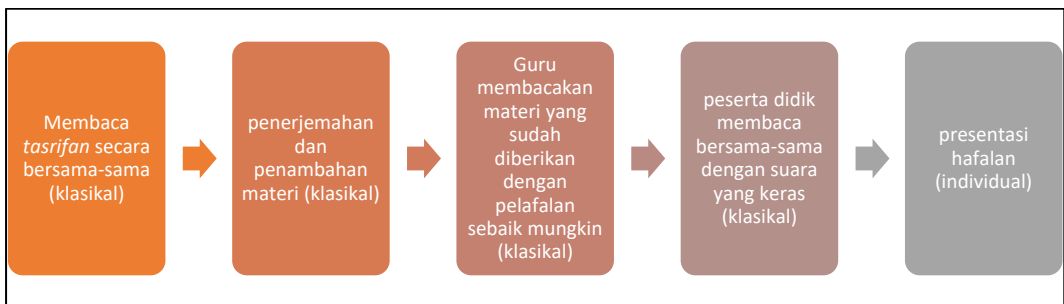 Membaca
tasrifan secara
bersama-sama
(klasikal)
penerjemahan
dan
penambahan
materi (klasikal)
Guru
membacakan
materi yang
sudah
diberikan
dengan
pelafalan
sebaik mungkin
(klasikal)
peserta didik
membaca
bersama-sama
dengan suara
yang keras
(klasikal)
presentasi
hafalan
(individual)